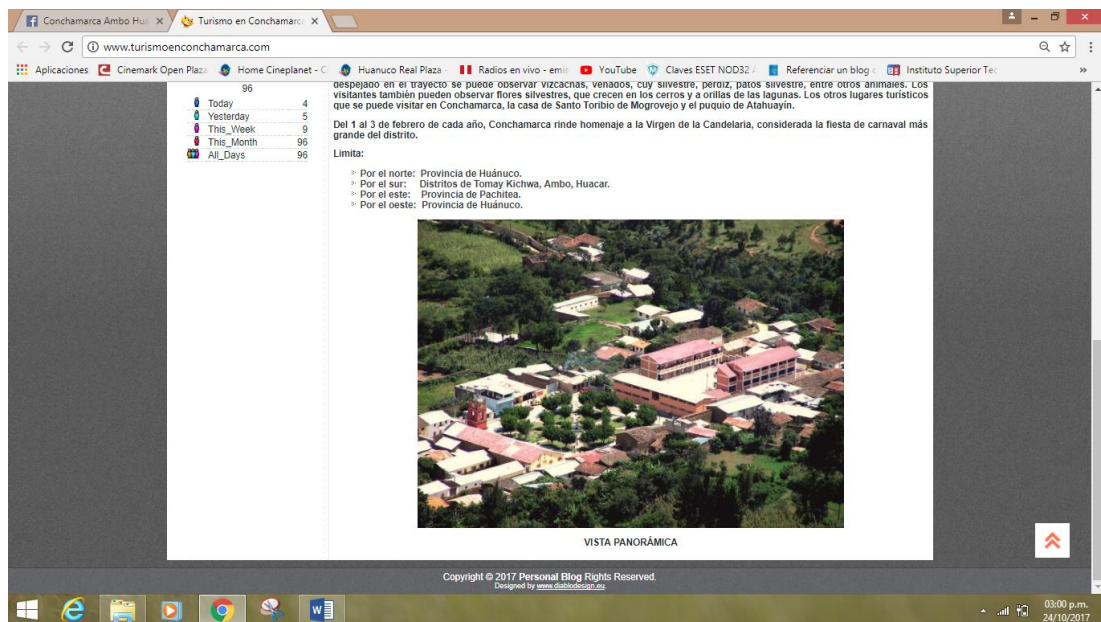 Conchamarca Ambo Huá
Turismo en Conchamarca
www.turismoenconchamarca.com
Aplicaciones
Cinemark Open Plaza
Home Cineplanet - C
Huanuco Real Plaza -
Radios en vivo - emis
YouTube
Claves ESET NOD32 /
Referenciar un blog c
Instituto Superior Tec
»
96
Today 4
Yesterday 5
This_Week 9
This_Month 96
All_Days 96
despejado en el trayecto se puede observar vizcachas, venados, cuy silvestre, perdiz, patos silvestre, entre otros animales. Los
visitantes también pueden observar flores silvestres, que crecen en los cerros y a orillas de las lagunas. Los otros lugares turísticos
que se puede visitar en Conchamarca, la casa de Santo Toribio de Mogrovejo y el puquio de Atahuayín.
Del 1 al 3 de febrero de cada año, Conchamarca rinde homenaje a la Virgen de la Candelaria, considerada la fiesta de carnaval más
grande del distrito.
Limita:
Por el norte: Provincia de Huánuco.
Por el sur: Distritos de Tomay Kichwa, Ambo, Huacar.
Por el este: Provincia de Pachitea.
Por el oeste: Provincia de Huánuco.
VISTA PANORÁMICA
Copyright © 2017 Personal Blog Rights Reserved.
Designed by www.diablodesign.eu
03:00 p.m.
24/10/2017